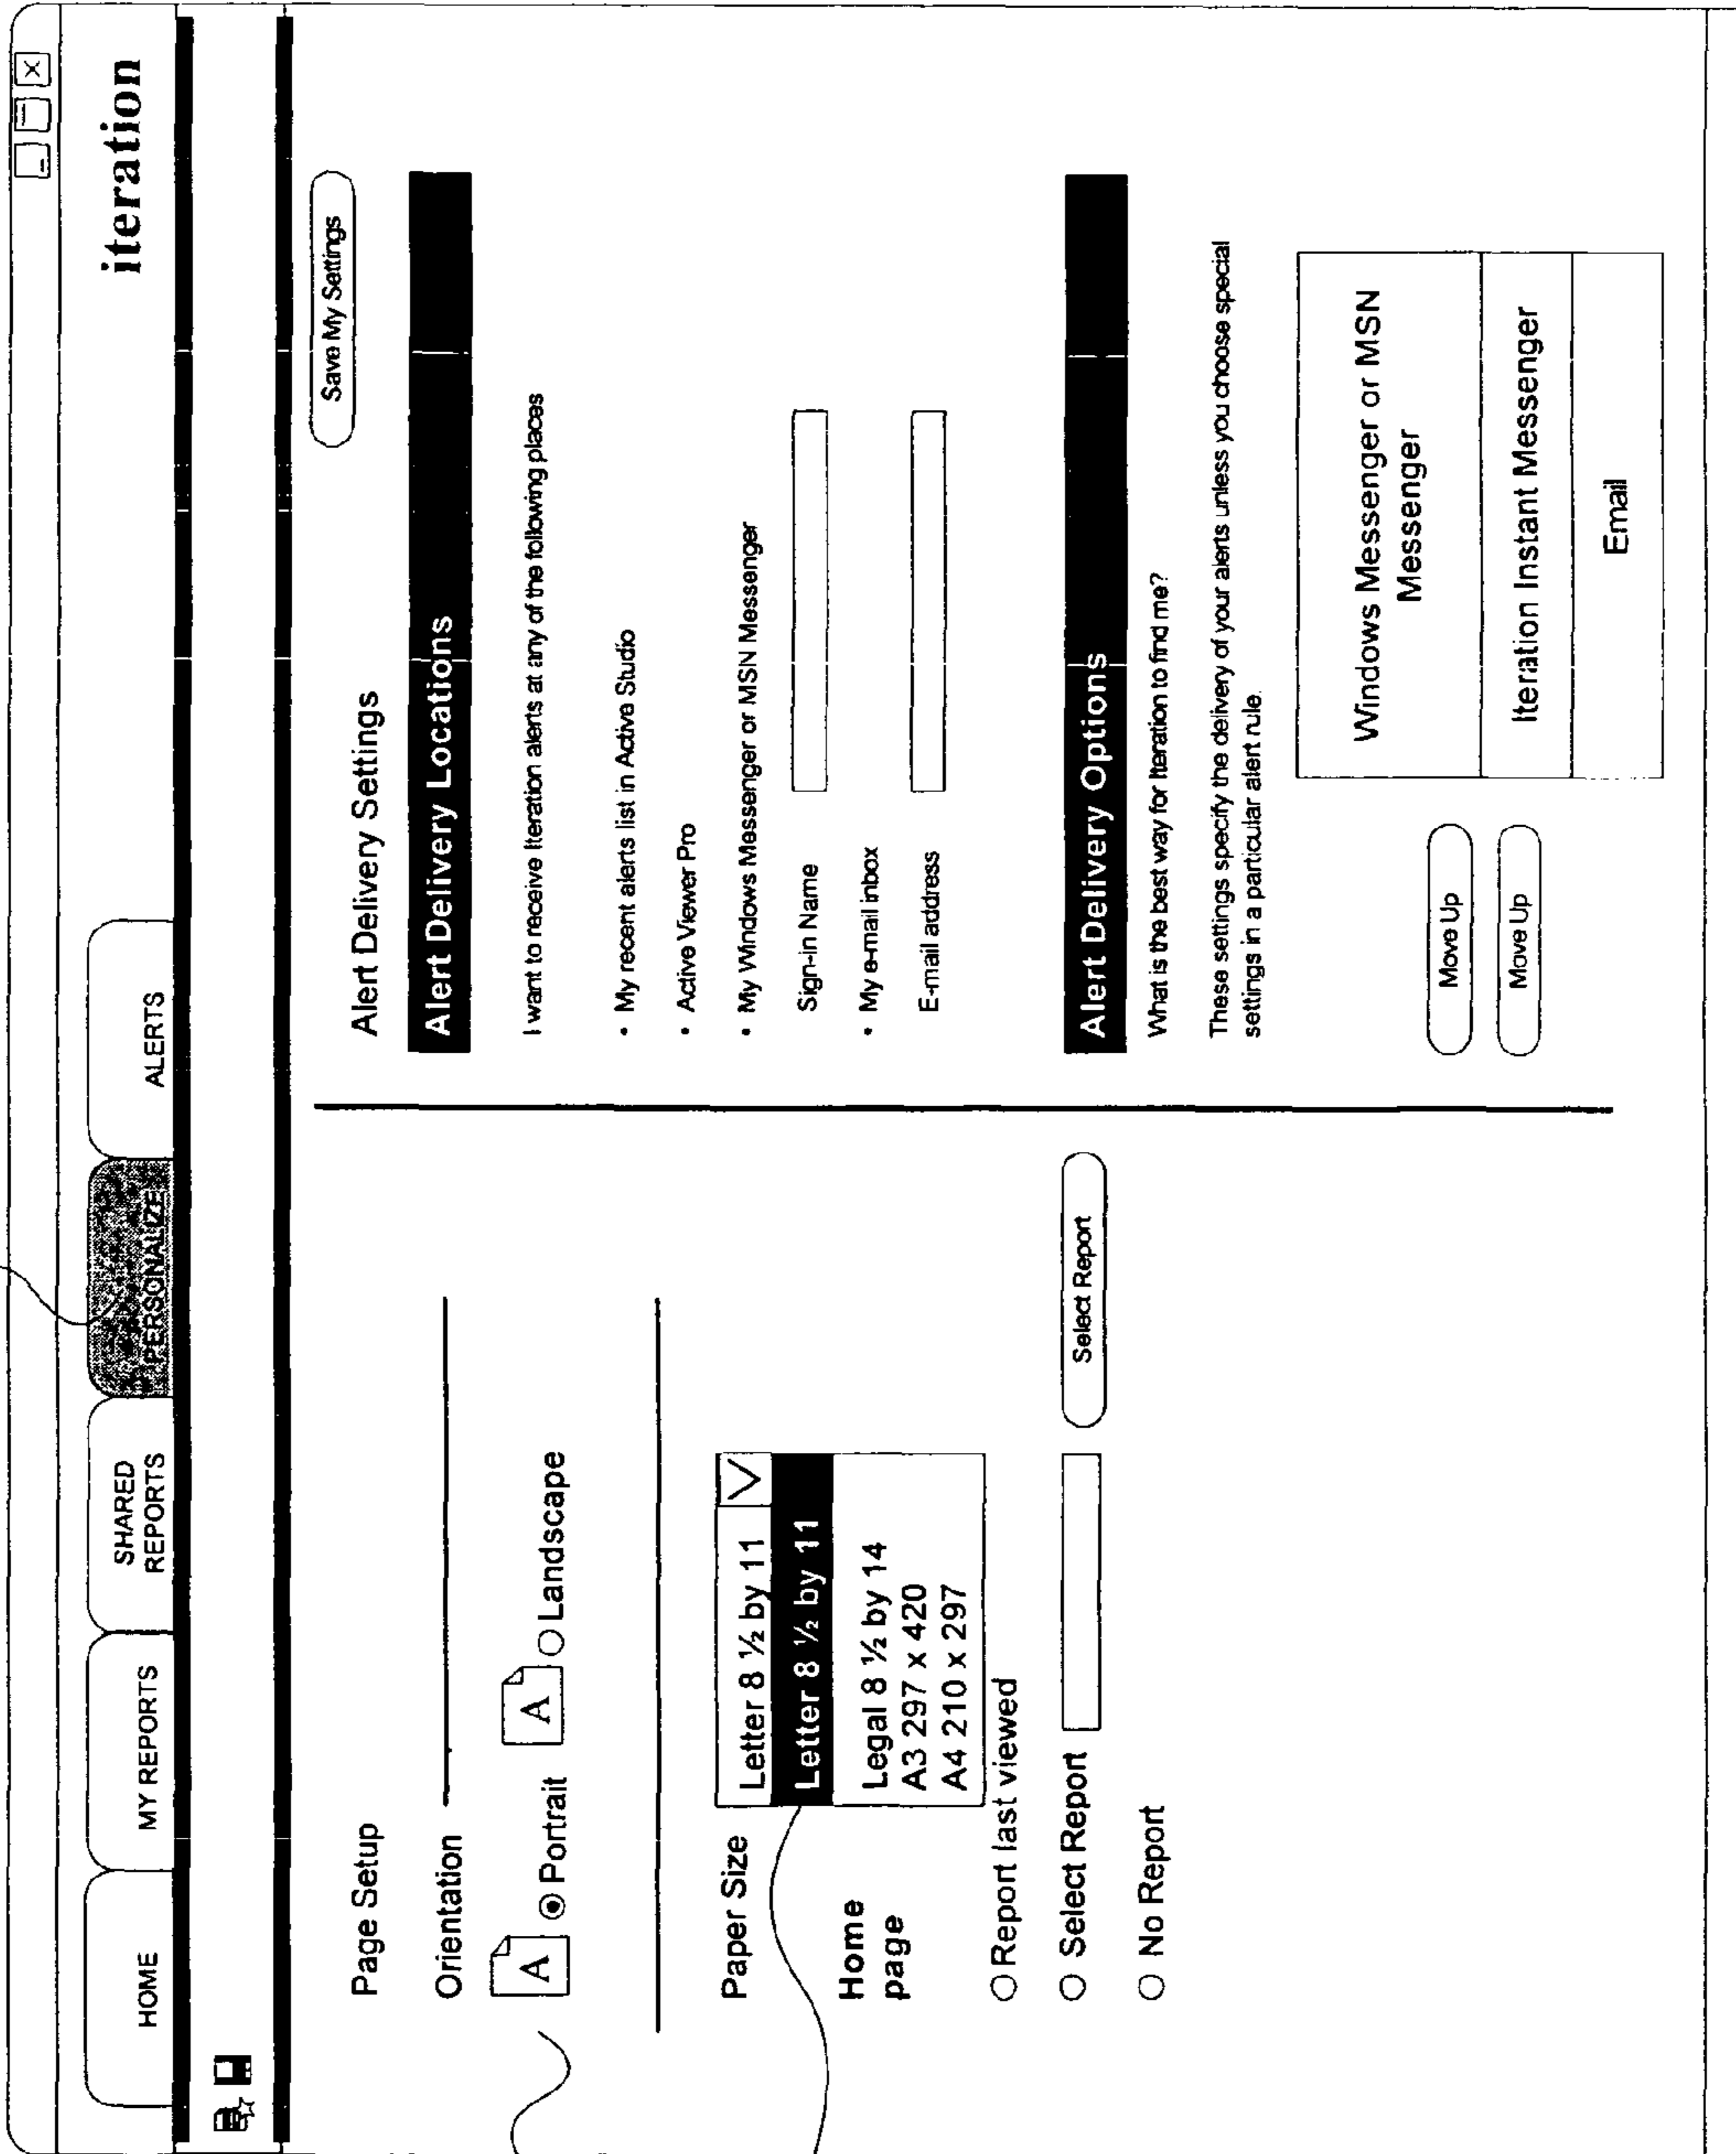 iteration
HOME
MY REPORTS
SHARED
REPORTS
PERSONALIZE
ALERTS
Page Setup
Orientation
A
Portrait
A
Landscape
Paper Size
Letter 8 ½ by 11
Letter 8 ½ by 11
Legal 8 ½ by 14
A3 297 x 420
A4 210 x 297
Home
page
Report last viewed
Select Report
Select Report
No Report
Save My Settings
Alert Delivery Settings
Alert Delivery Locations
I want to receive Iteration alerts at any of the following places
• My recent alerts list in Active Studio
• Active Viewer Pro
• My Windows Messenger or MSN Messenger
Sign-in Name
• My e-mail inbox
E-mail address
Alert Delivery Options
What is the best way for Iteration to find me?
These settings specify the delivery of your alerts unless you choose special
settings in a particular alert rule.
Move Up
Move Up
Windows Messenger or MSN
Messenger
Iteration Instant Messenger
Email